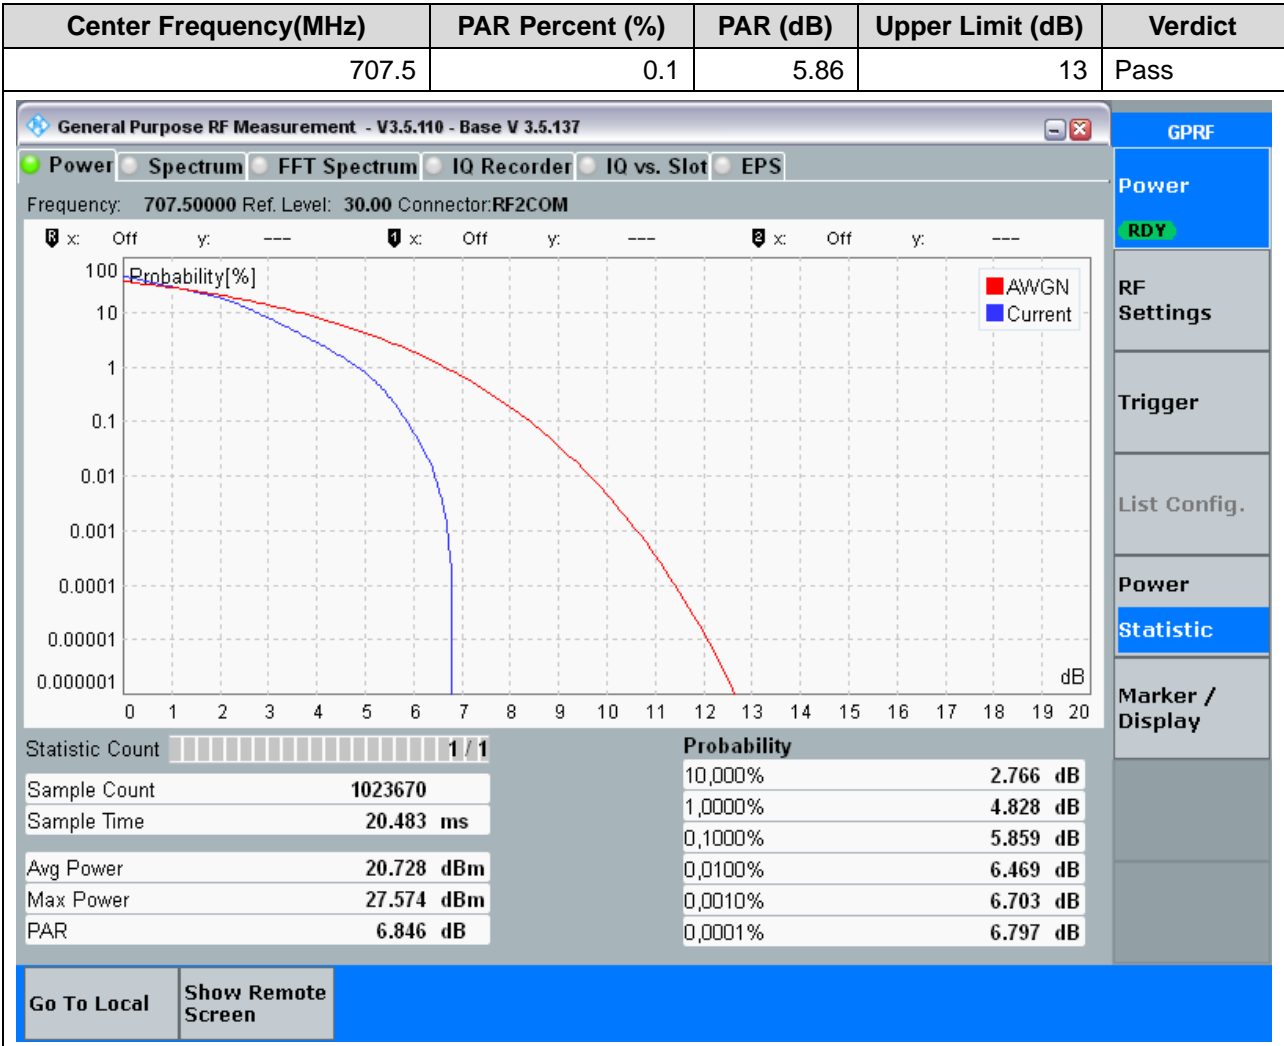 Center Frequency(MHz) PAR Percent (%) PAR (dB) Upper Limit (dB) Verdict
707.5 0.1 5.86 13 Pass
General Purpose RF Measurement - V3.5.110 - Base V 3.5.137
GPRF
Power Spectrum FFT Spectrum IQ Recorder IQ vs. Slot EPS
Frequency: 707.50000 Ref. Level: 30.00 Connector:RF2COM
R x: Off y: --- 1 x: Off y: --- 2 x: Off y: ---
Probability[%]
100
10
1
0.1
0.01
0.001
0.0001
0.00001
0.000001
AWGN
Current
dB
0 1 2 3 4 5 6 7 8 9 10 11 12 13 14 15 16 17 18 19 20
Statistic Count 1 / 1
Sample Count 1023670
Sample Time 20.483 ms
Avg Power 20.728 dBm
Max Power 27.574 dBm
PAR 6.846 dB
Probability
10,000% 2.766 dB
1,0000% 4.828 dB
0,1000% 5.859 dB
0,0100% 6.469 dB
0,0010% 6.703 dB
0,0001% 6.797 dB
Power
RDY
RF
Settings
Trigger
List Config.
Power
Statistic
Marker /
Display
Go To Local
Show Remote
Screen